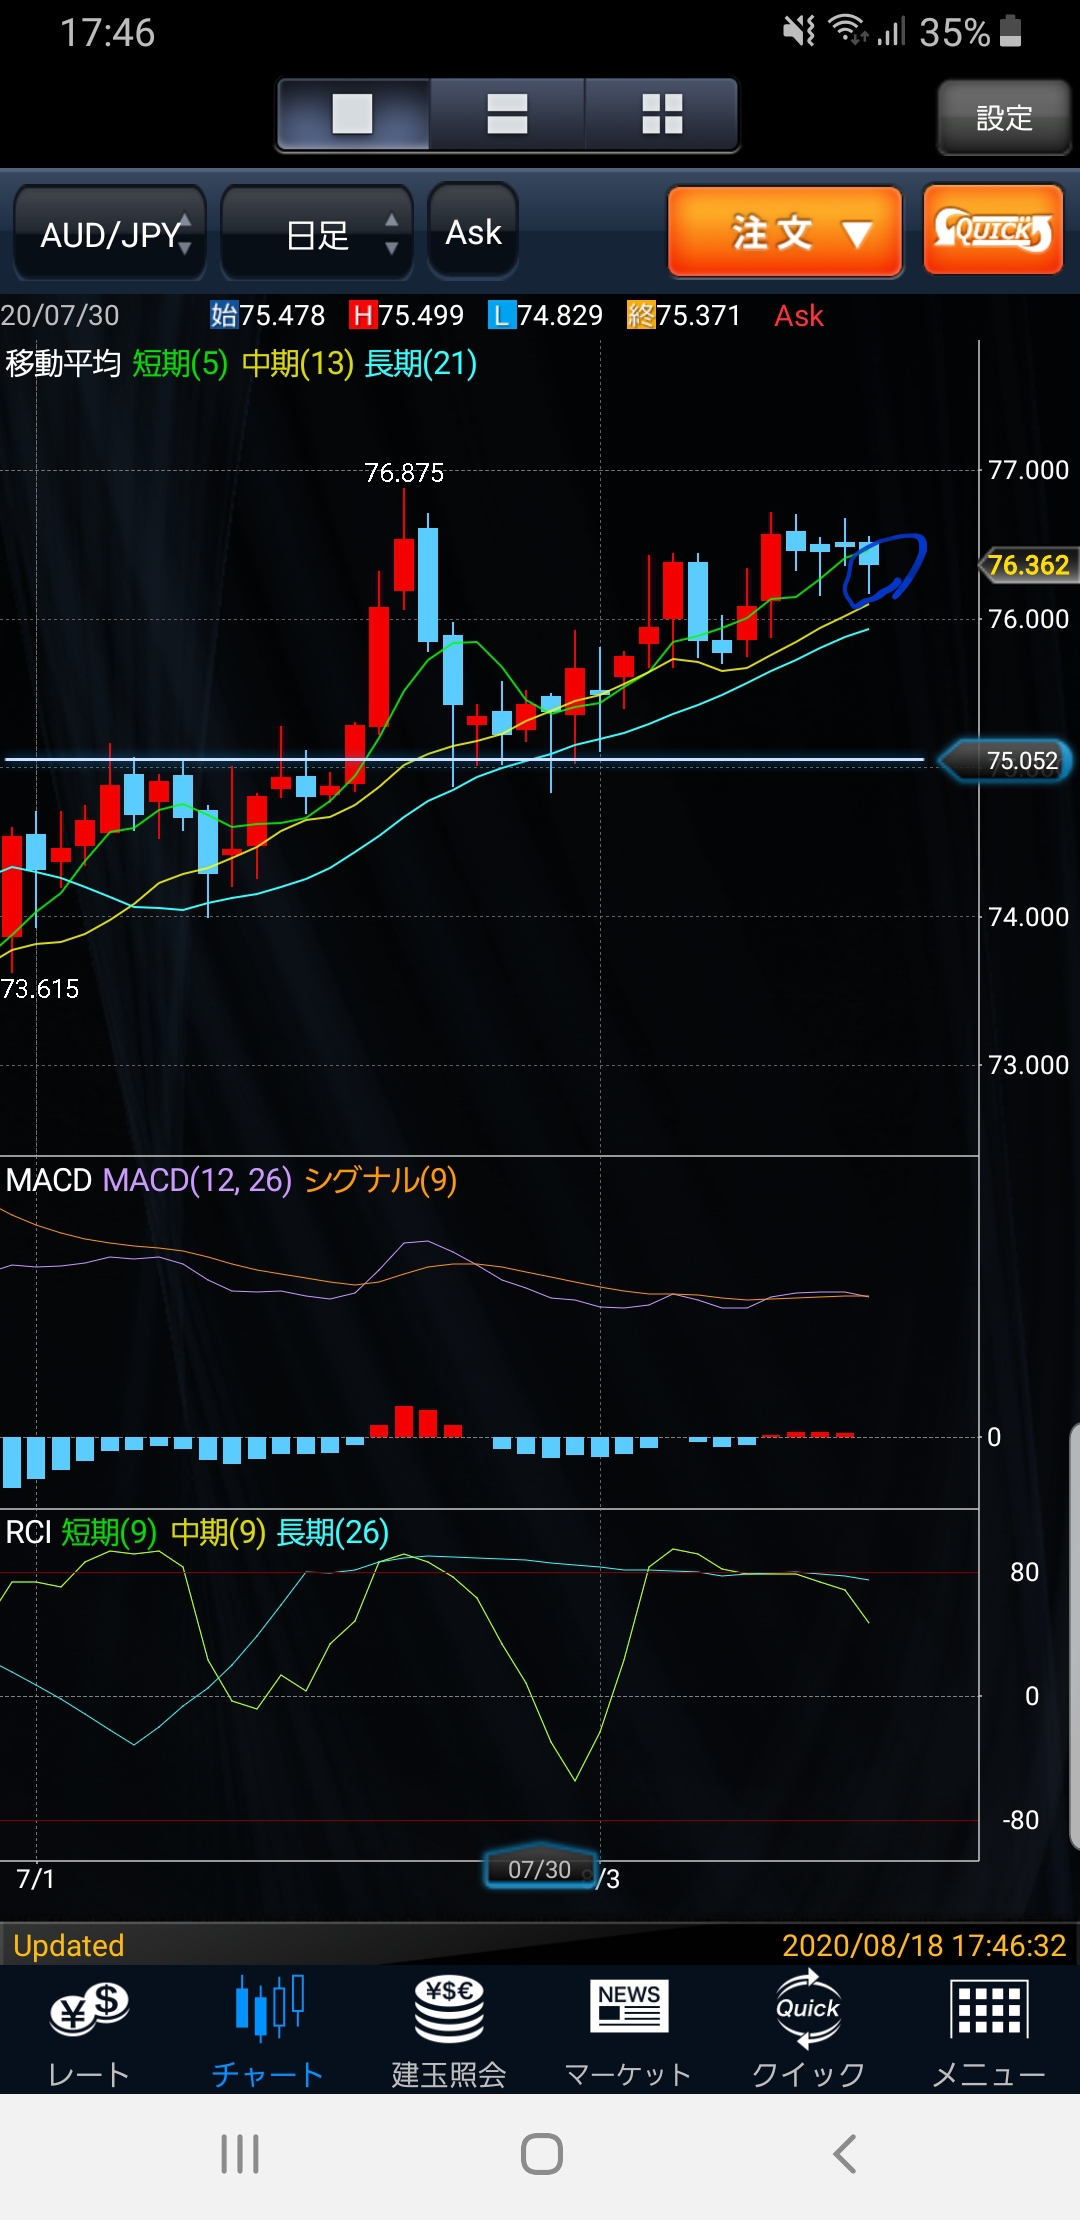 17:46 35%
設定
AUD/JPY 日足 Ask 注文 ▼ QUICK
20/07/30 始75.478 H75.499 L74.829 終75.371 Ask
移動平均 短期(5) 中期(13) 長期(21)
76.875
77.000
76.362
76.000
75.052
74.000
73.615
73.000
MACD MACD(12, 26) シグナル(9)
0
RCI 短期(9) 中期(9) 長期(26)
80
0
-80
7/1 07/30 /3
Updated 2020/08/18 17:46:32
¥$ ¥$€ NEWS Quick
レート チャート 建玉照会 マーケット クイック メニュー